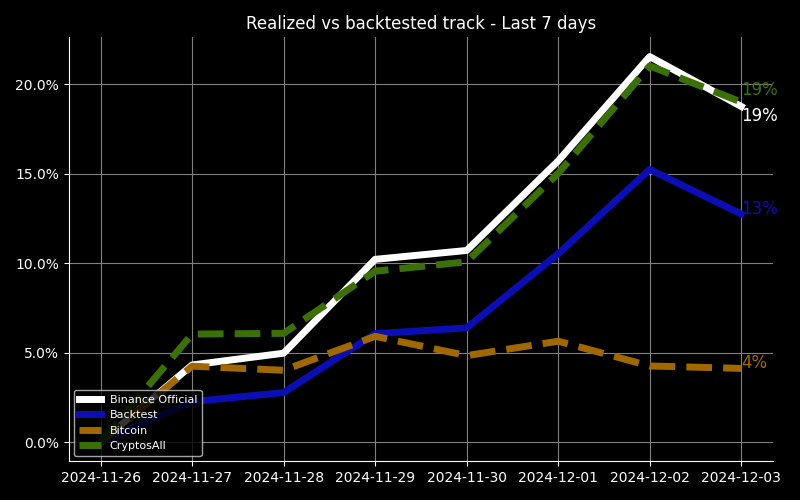 Realized vs backtested track - Last 7 days
20.0%
15.0%
10.0%
5.0%
0.0%
19%
19%
13%
4%
Binance Official
Backtest
Bitcoin
CryptosAll
2024-11-26 2024-11-27 2024-11-28 2024-11-29 2024-11-30 2024-12-01 2024-12-02 2024-12-03